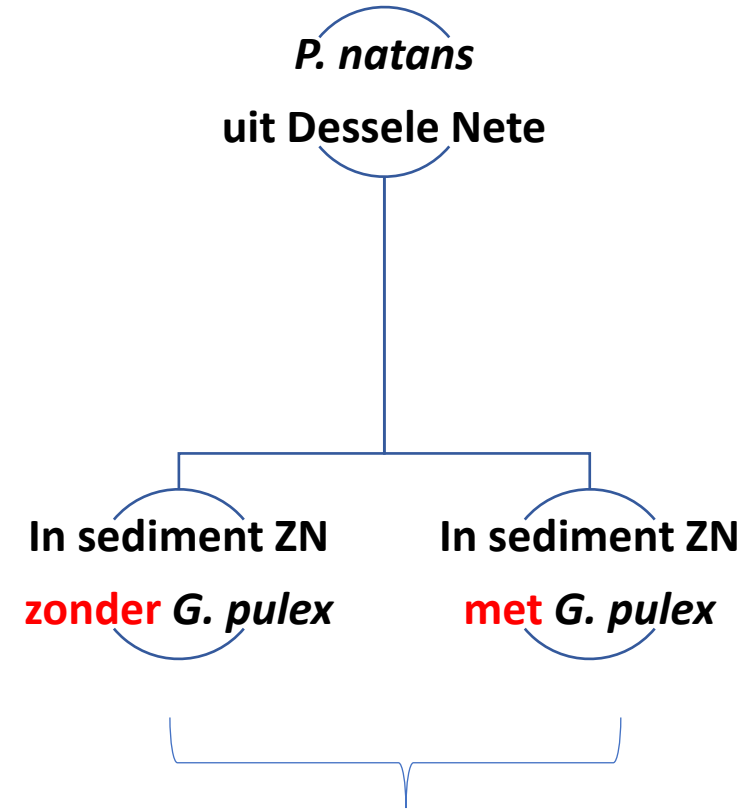 P. natans
uit Dessele Nete
In sediment ZN
zonder G. pulex
In sediment ZN
met G. pulex